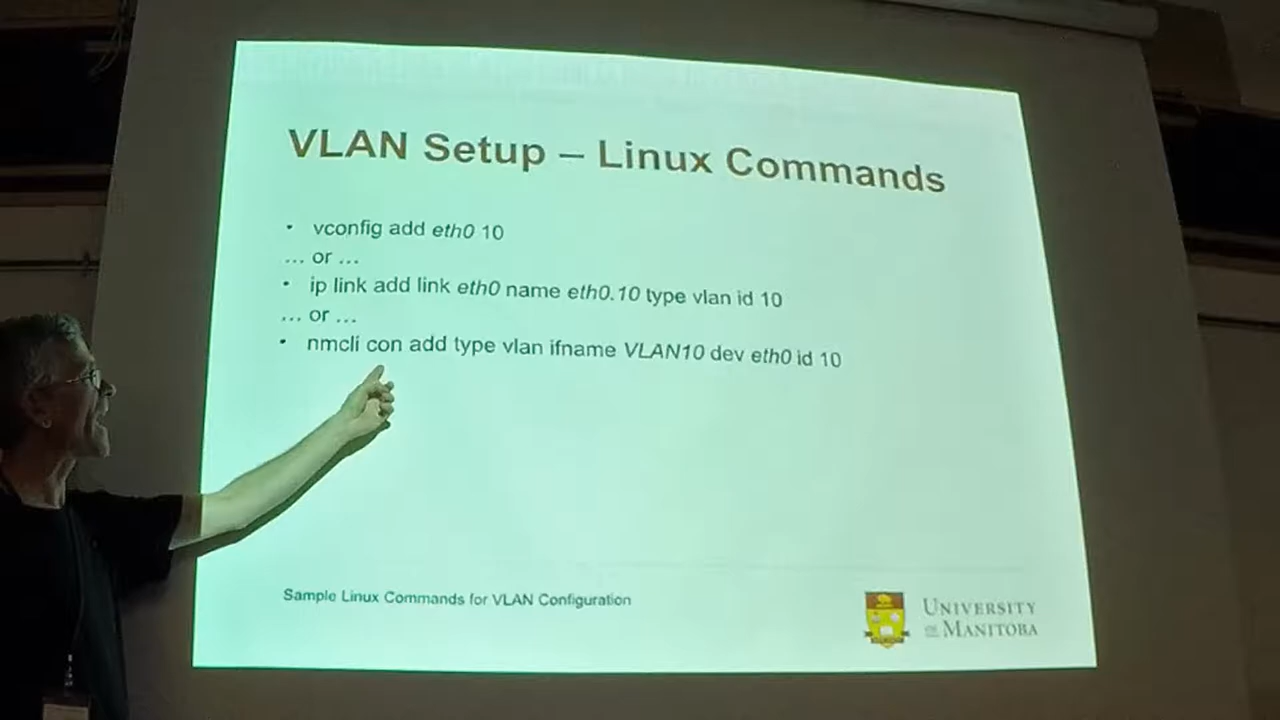 VLAN Setup – Linux Commands
• vconfig add eth0 10
… or …
• ip link add link eth0 name eth0.10 type vlan id 10
… or …
• nmcli con add type vlan ifname VLAN10 dev eth0 id 10
Sample Linux Commands for VLAN Configuration
UNIVERSITY
OF MANITOBA